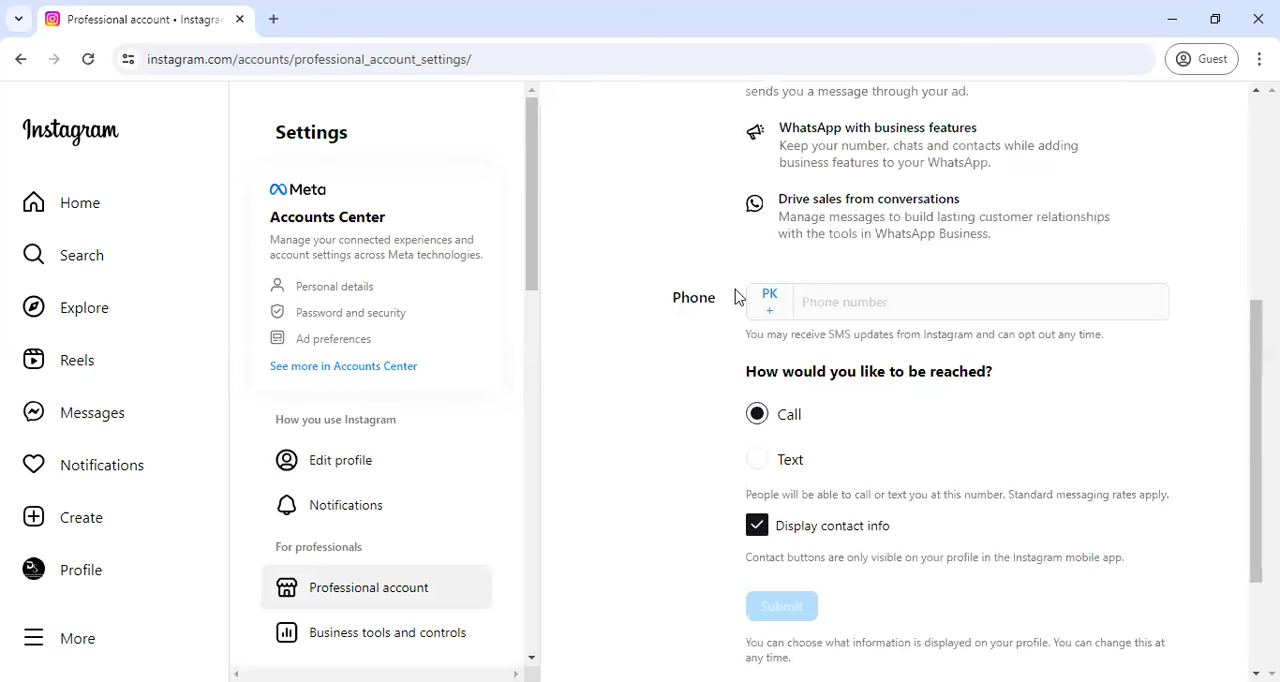 Professional account • Instagra
instagram.com/accounts/professional_account_settings/
Guest
Instagram
Home
Search
Explore
Reels
Messages
Notifications
Create
Profile
More
Settings
Meta
Accounts Center
Manage your connected experiences and
account settings across Meta technologies.
Personal details
Password and security
Ad preferences
See more in Accounts Center
How you use Instagram
Edit profile
Notifications
For professionals
Professional account
Business tools and controls
sends you a message through your ad.
WhatsApp with business features
Keep your number, chats and contacts while adding
business features to your WhatsApp.
Drive sales from conversations
Manage messages to build lasting customer relationships
with the tools in WhatsApp Business.
Phone
PK
+
Phone number
You may receive SMS updates from Instagram and can opt out any time.
How would you like to be reached?
Call
Text
People will be able to call or text you at this number. Standard messaging rates apply.
Display contact info
Contact buttons are only visible on your profile in the Instagram mobile app.
Submit
You can choose what information is displayed on your profile. You can change this at
any time.